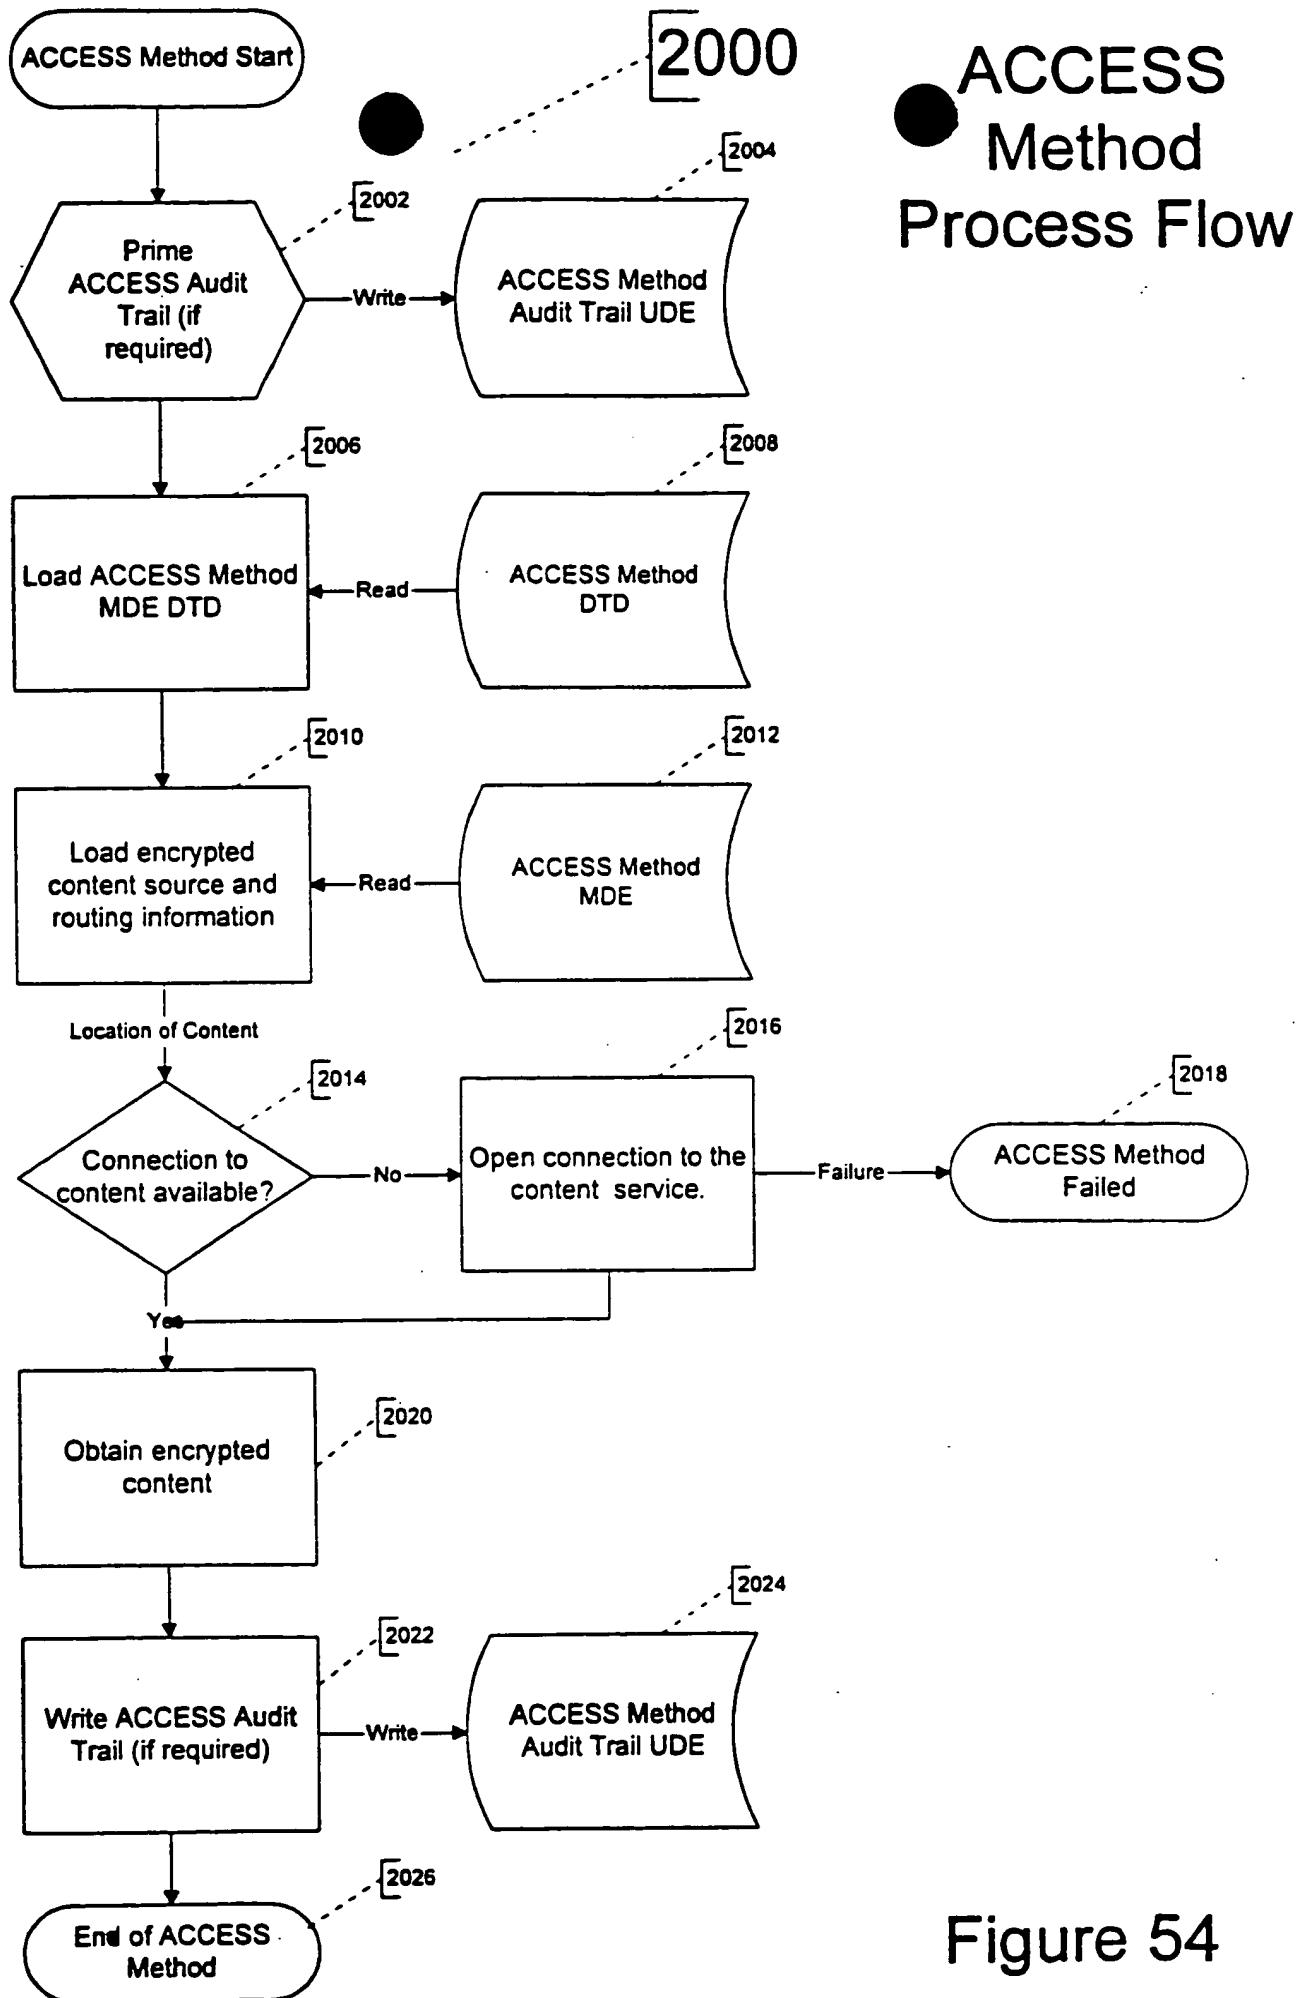 ACCESS Method Start
2000
ACCESS
Method
Process Flow
2002
2004
Prime
ACCESS Audit
Trail (if
required)
Write
ACCESS Method
Audit Trail UDE
2006
2008
Load ACCESS Method
MDE DTD
Read
ACCESS Method
DTD
2010
2012
Load encrypted
content source and
routing information
Read
ACCESS Method
MDE
Location of Content
2014
2016
2018
Connection to
content available?
No
Open connection to the
content service.
Failure
ACCESS Method
Failed
Yes
2020
Obtain encrypted
content
2022
2024
Write ACCESS Audit
Trail (if required)
Write
ACCESS Method
Audit Trail UDE
2026
End of ACCESS
Method
Figure 54